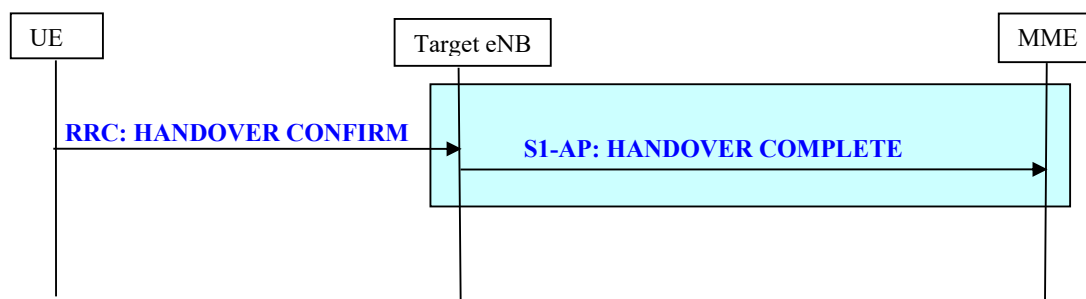 UE
Target eNB
MME
RRC: HANDOVER CONFIRM
S1-AP: HANDOVER COMPLETE